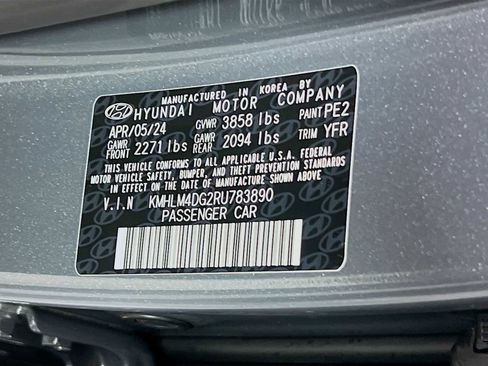 MANUFACTURED IN KOREA BY
HYUNDAI MOTOR COMPANY
APR/05/24 GVWR 3858 lbs PAINT PE2
GAWR FRONT 2271 lbs GAWR REAR 2094 lbs TRIM YFR
THIS VEHICLE CONFORMS TO ALL APPLICABLE U.S.A. FEDERAL
MOTOR VEHICLE SAFETY, BUMPER, AND THEFT PREVENTION STANDARDS
IN EFFECT ON THE DATE OF MANUFACTURE SHOWN ABOVE.
V.I.N KMHLM4DG2RU783890
PASSENGER CAR